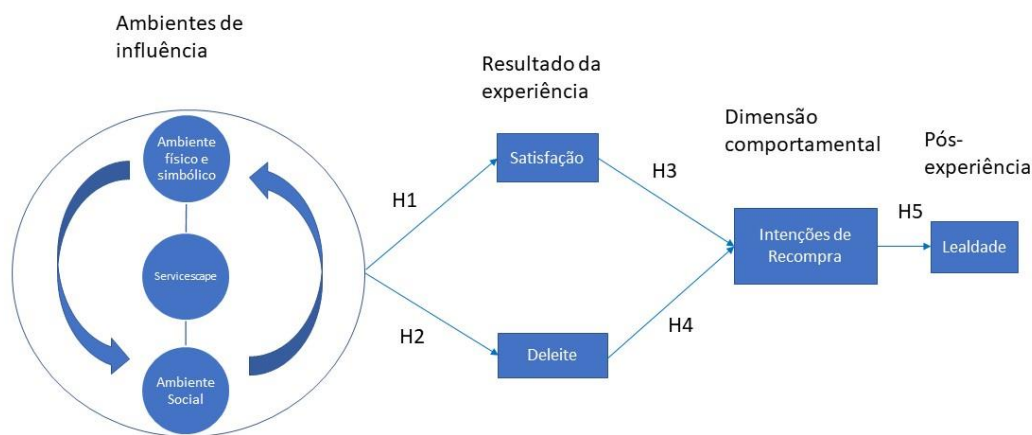 Ambientes de
influência
Ambiente
físico e
simbólico
Servicescape
Ambiente
Social
H1
H2
Resultado da
experiência
Satisfação
Deleite
H3
H4
Dimensão
comportamental
Intenções de
Recompra
H5
Pós-
experiência
Lealdade